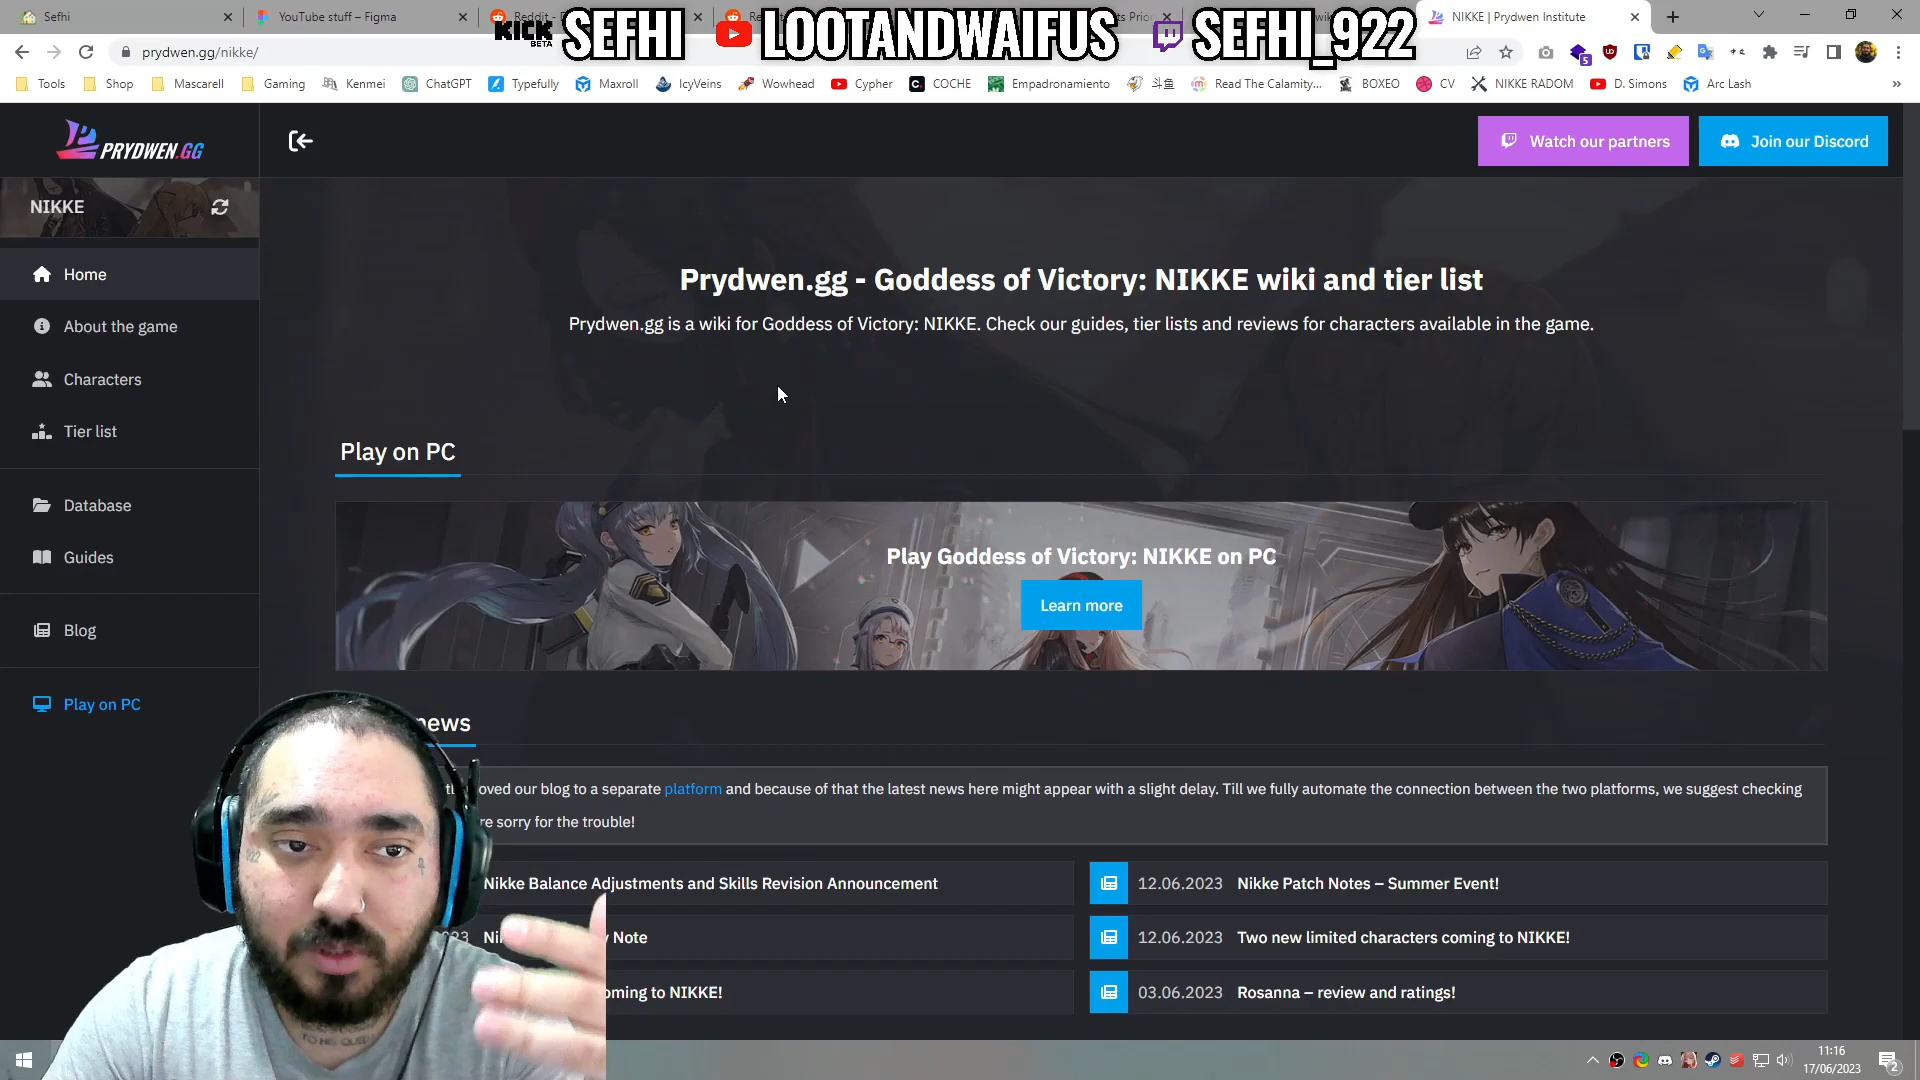 Sefhi
YouTube stuff – Figma
Reddit
NIKKE | Prydwen Institute
KICK BETA SEFHI LOOTANDWAIFUS SEFHI_922
prydwen.gg/nikke/
Tools Shop Mascarell Gaming Kenmei ChatGPT Typefully Maxroll IcyVeins Wowhead Cypher COCHE Empadronamiento 斗鱼 Read The Calamity... BOXEO CV NIKKE RADOM D. Simons Arc Lash
PRYDWEN.GG
Watch our partners
Join our Discord
NIKKE
Home
About the game
Characters
Tier list
Database
Guides
Blog
Play on PC
Prydwen.gg - Goddess of Victory: NIKKE wiki and tier list
Prydwen.gg is a wiki for Goddess of Victory: NIKKE. Check our guides, tier lists and reviews for characters available in the game.
Play on PC
Play Goddess of Victory: NIKKE on PC
Learn more
news
oved our blog to a separate platform and because of that the latest news here might appear with a slight delay. Till we fully automate the connection between the two platforms, we suggest checking
re sorry for the trouble!
Nikke Balance Adjustments and Skills Revision Announcement
12.06.2023 Nikke Patch Notes – Summer Event!
Note
12.06.2023 Two new limited characters coming to NIKKE!
oming to NIKKE!
03.06.2023 Rosanna – review and ratings!
11:16
17/06/2023